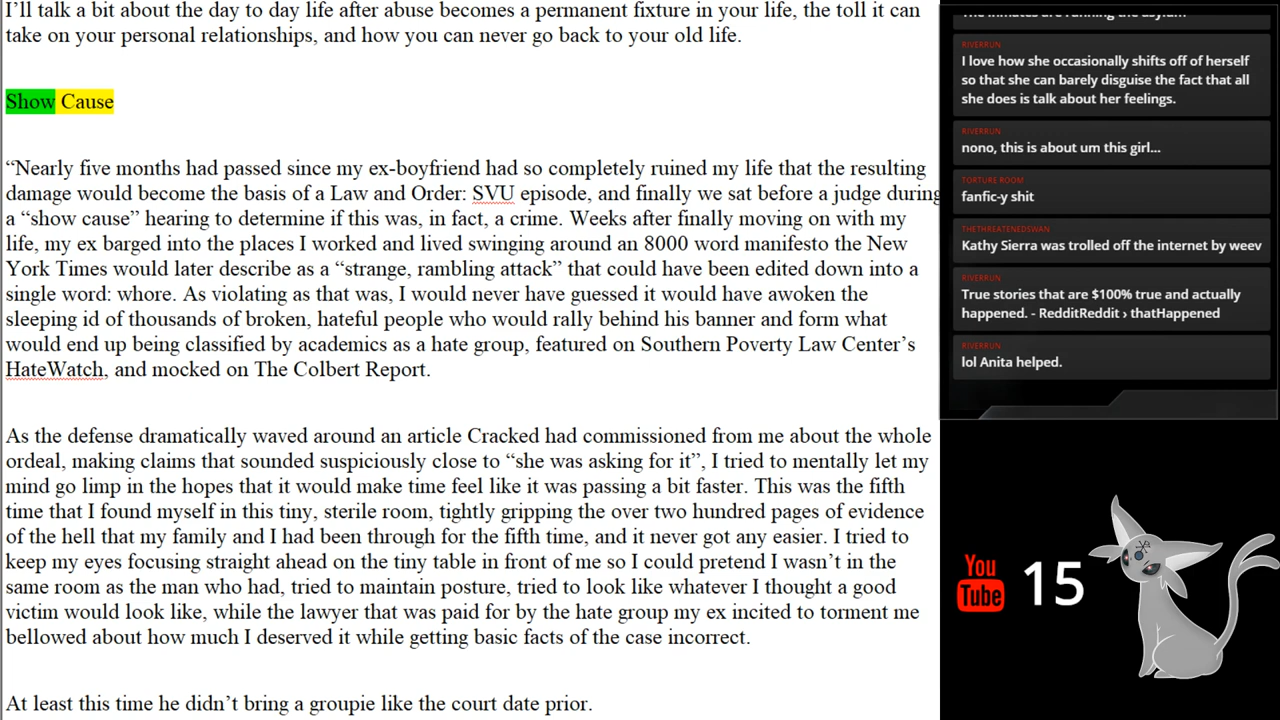 I'll talk a bit about the day to day life after abuse becomes a permanent fixture in your life, the toll it can
take on your personal relationships, and how you can never go back to your old life.
Show Cause
“Nearly five months had passed since my ex-boyfriend had so completely ruined my life that the resulting
damage would become the basis of a Law and Order: SVU episode, and finally we sat before a judge during
a “show cause” hearing to determine if this was, in fact, a crime. Weeks after finally moving on with my
life, my ex barged into the places I worked and lived swinging around an 8000 word manifesto the New
York Times would later describe as a “strange, rambling attack” that could have been edited down into a
single word: whore. As violating as that was, I would never have guessed it would have awoken the
sleeping id of thousands of broken, hateful people who would rally behind his banner and form what
would end up being classified by academics as a hate group, featured on Southern Poverty Law Center’s
HateWatch, and mocked on The Colbert Report.
As the defense dramatically waved around an article Cracked had commissioned from me about the whole
ordeal, making claims that sounded suspiciously close to “she was asking for it”, I tried to mentally let my
mind go limp in the hopes that it would make time feel like it was passing a bit faster. This was the fifth
time that I found myself in this tiny, sterile room, tightly gripping the over two hundred pages of evidence
of the hell that my family and I had been through for the fifth time, and it never got any easier. I tried to
keep my eyes focusing straight ahead on the tiny table in front of me so I could pretend I wasn’t in the
same room as the man who had, tried to maintain posture, tried to look like whatever I thought a good
victim would look like, while the lawyer that was paid for by the hate group my ex incited to torment me
bellowed about how much I deserved it while getting basic facts of the case incorrect.
At least this time he didn’t bring a groupie like the court date prior.
The inmates are running the asylum.
RIVERRUN
I love how she occasionally shifts off of herself
so that she can barely disguise the fact that all
she does is talk about her feelings.
RIVERRUN
nono, this is about um this girl...
TORTURE ROOM
fanfic-y shit
THETHREATENEDSWAN
Kathy Sierra was trolled off the internet by weev
RIVERRUN
True stories that are $100% true and actually
happened. - RedditReddit › thatHappened
RIVERRUN
lol Anita helped.
You
Tube
15